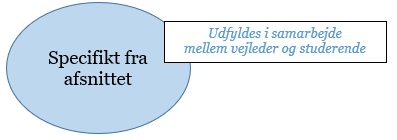 Specifikt fra
afsnittet
Udfyldes i samarbejde
mellem vejleder og studerende